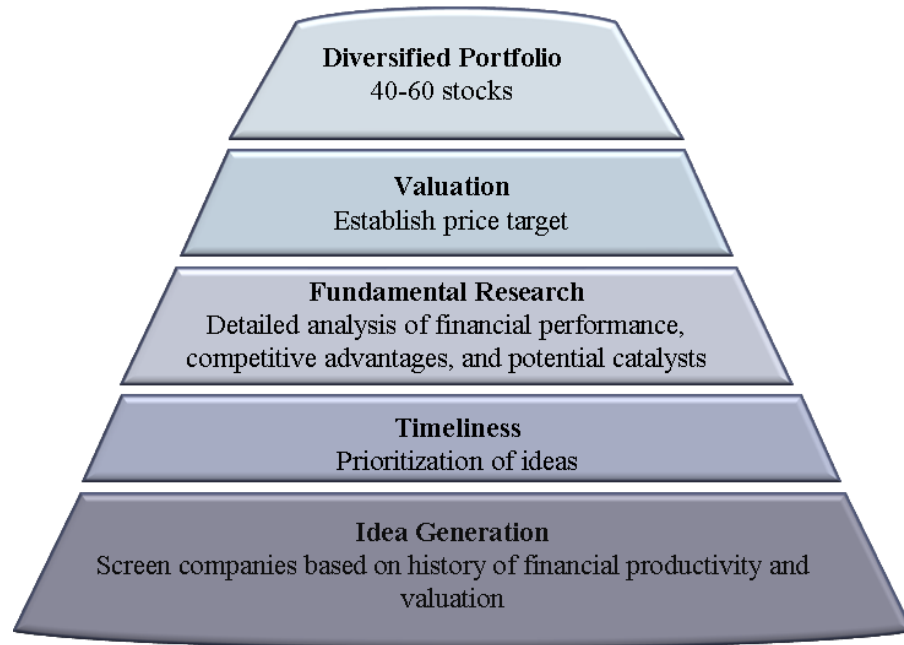 Diversified Portfolio
40-60 stocks
Valuation
Establish price target
Fundamental Research
Detailed analysis of financial performance,
competitive advantages, and potential catalysts
Timeliness
Prioritization of ideas
Idea Generation
Screen companies based on history of financial productivity and
valuation